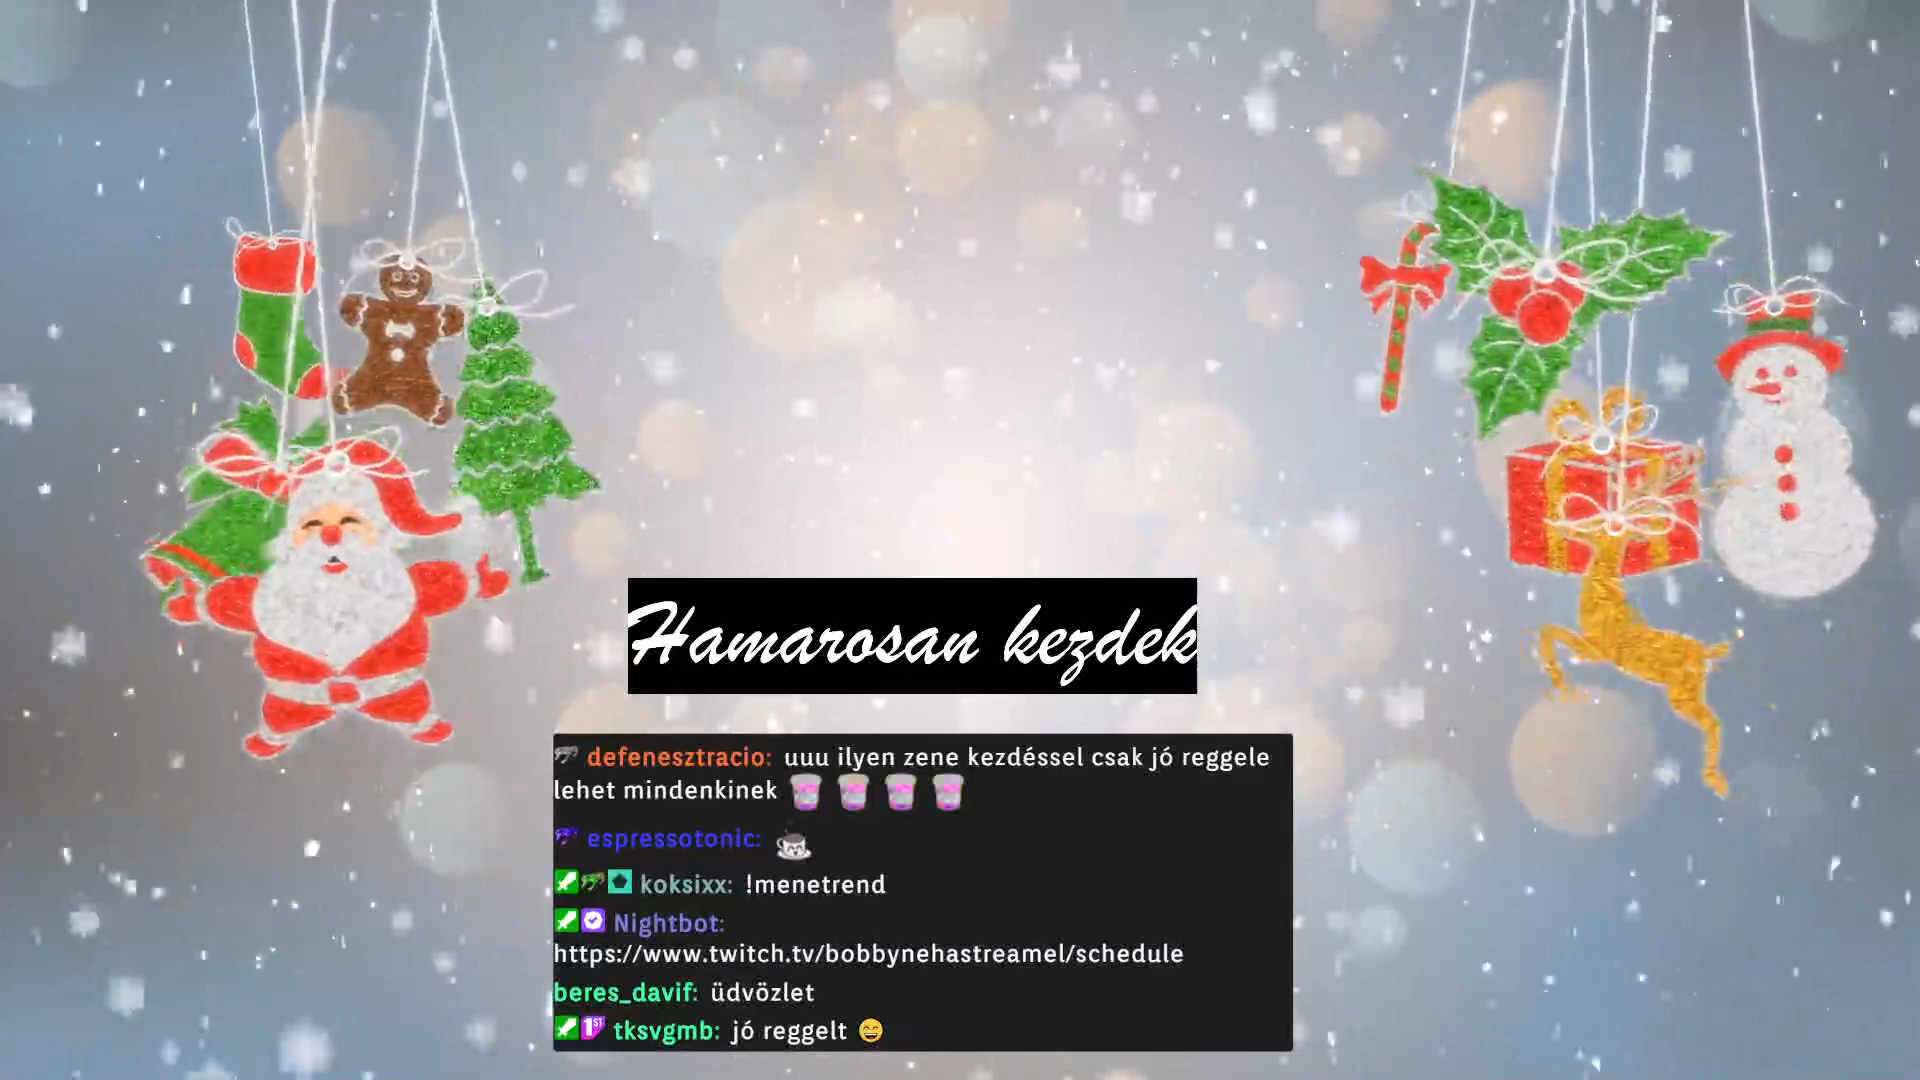 Hamarosan kezdek
defenesztracio: uuu ilyen zene kezdéssel csak jó reggele
lehet mindenkinek
espressotonic:
koksixx: !menetrend
Nightbot:
https://www.twitch.tv/bobbynehastreamel/schedule
beres_davif: üdvözlet
1ST tksvgmb: jó reggelt 😄